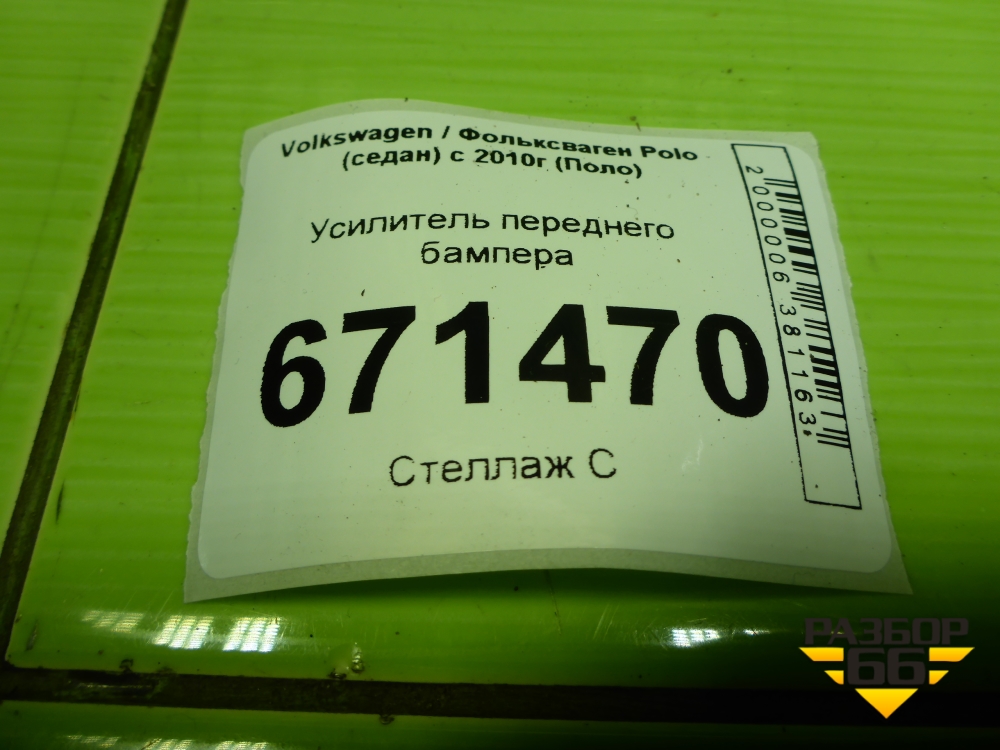 Volkswagen / Фольксваген Polo
(седан) с 2010г (Поло)
Усилитель переднего
бампера
671470
Стеллаж С
2000006381163
РАЗБОР
66